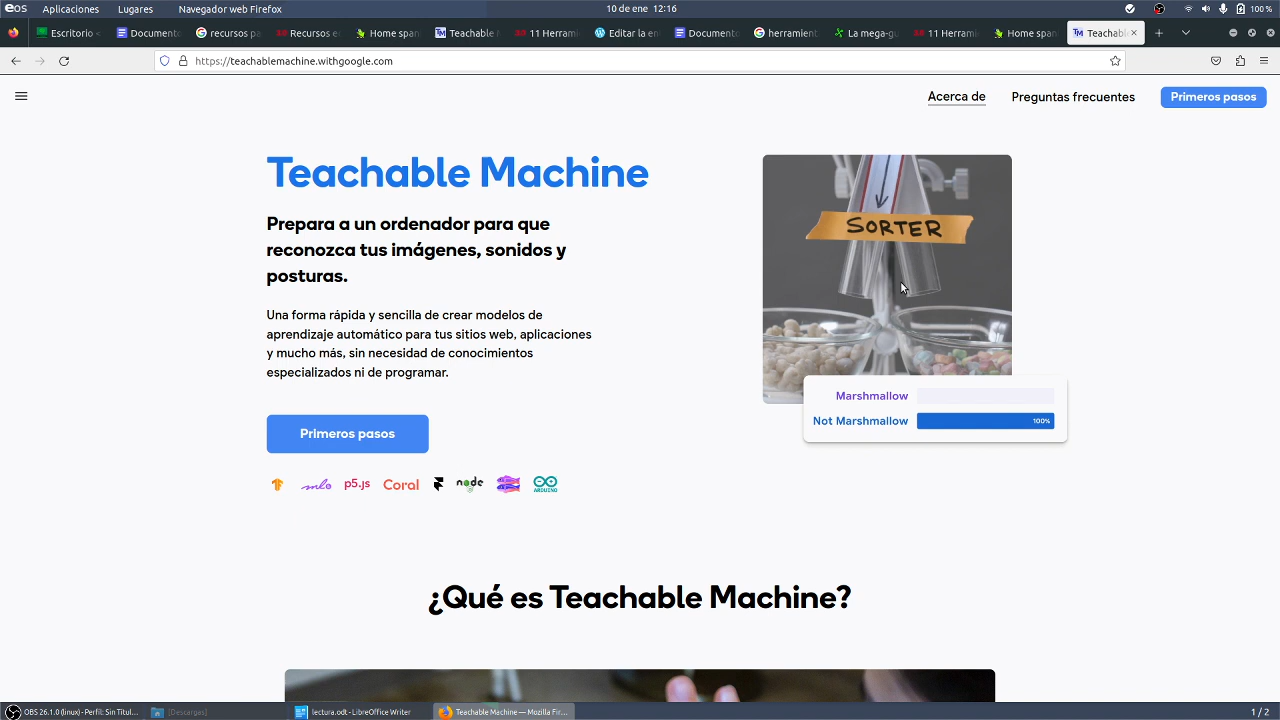 Aplicaciones Lugares Navegador web Firefox 10 de ene 12:16 100 %
Escritorio Documento recursos pa Recursos e Home span Teachable 11 Herrami Editar la en Documento herramient La mega-gu 11 Herrami Home span Teachable
https://teachablemachine.withgoogle.com
Acerca de Preguntas frecuentes Primeros pasos
Teachable Machine
Prepara a un ordenador para que
reconozca tus imágenes, sonidos y
posturas.
Una forma rápida y sencilla de crear modelos de
aprendizaje automático para tus sitios web, aplicaciones
y mucho más, sin necesidad de conocimientos
especializados ni de programar.
Primeros pasos
p5.js Coral node ARDUINO
SORTER
Marshmallow
Not Marshmallow 100%
¿Qué es Teachable Machine?
OBS 26.1.0 (linux) - Perfil: Sin Titul... [Descargas] lectura.odt - LibreOffice Writer Teachable Machine — Mozilla Fir... 1 / 2